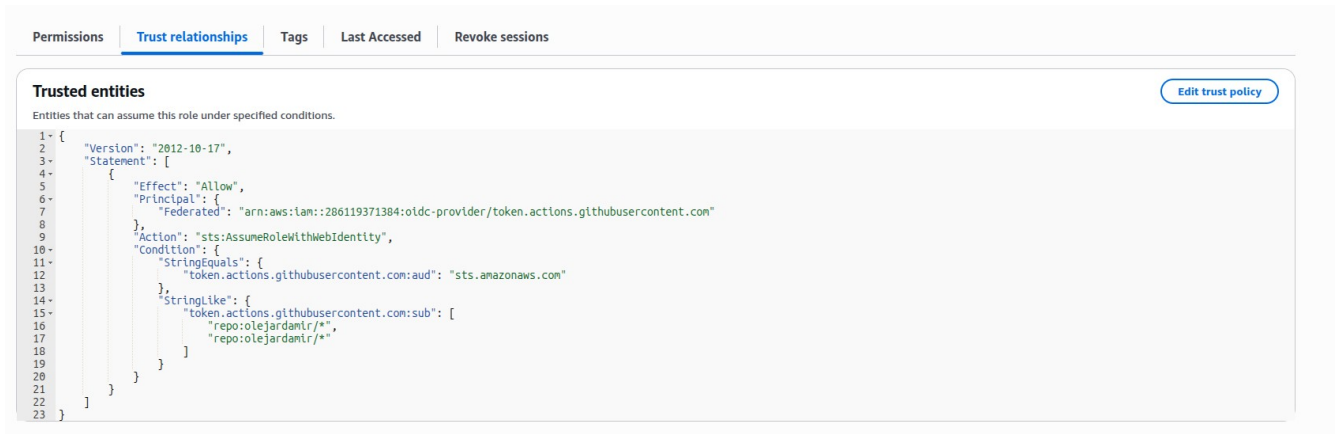 Permissions Trust relationships Tags Last Accessed Revoke sessions
Trusted entities
Edit trust policy
Entities that can assume this role under specified conditions.
1 {
2 "Version": "2012-10-17",
3 "Statement": [
4 {
5 "Effect": "Allow",
6 "Principal": {
7 "Federated": "arn:aws:iam::286119371384:oidc-provider/token.actions.githubusercontent.com"
8 },
9 "Action": "sts:AssumeRoleWithWebIdentity",
10 "Condition": {
11 "StringEquals": {
12 "token.actions.githubusercontent.com:aud": "sts.amazonaws.com"
13 },
14 "StringLike": {
15 "token.actions.githubusercontent.com:sub": [
16 "repo:olejardamir/*",
17 "repo:olejardamir/*"
18 ]
19 }
20 }
21 }
22 ]
23 }